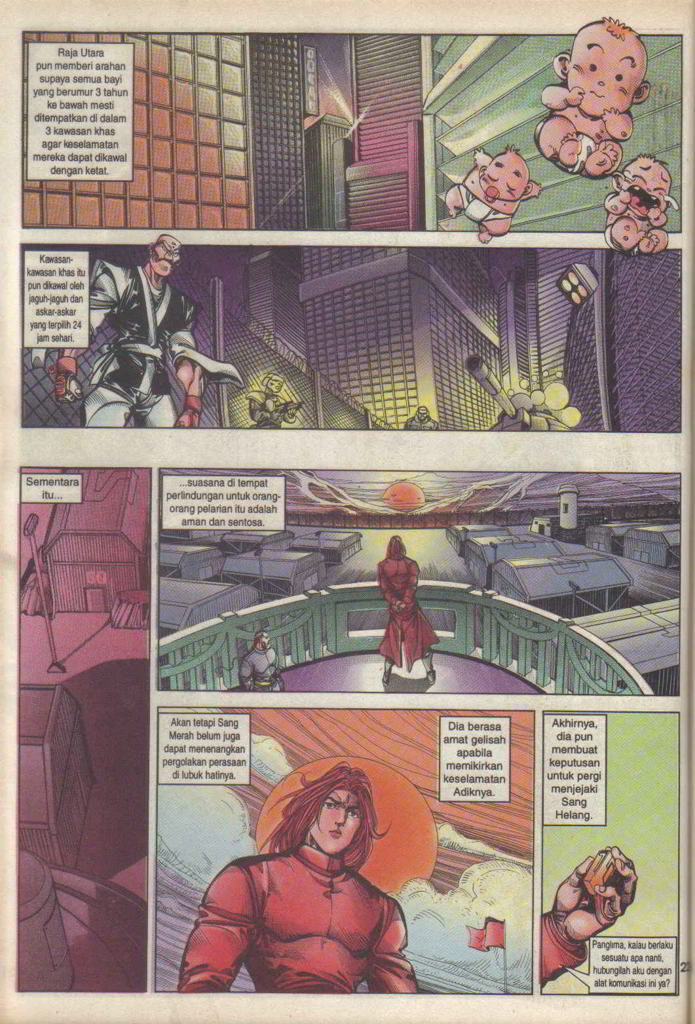 Raja Utara
pun memberi arahan
supaya semua bayi
yang berumur 3 tahun
ke bawah mesti
ditempatkan di dalam
3 kawasan khas
agar keselamatan
mereka dapat dikawal
dengan ketat.
Kawasan-
kawasan khas itu
pun dikawal oleh
jaguh-jaguh dan
askar-askar
yang terpilih 24
jam sehari.
Sementara
itu...
...suasana di tempat
perlindungan untuk orang-
orang pelarian itu adalah
aman dan sentosa.
Akan tetapi Sang
Merah belum juga
dapat menenangkan
pergolakan perasaan
di lubuk hatinya.
Dia berasa
amat gelisah
apabila
memikirkan
keselamatan
Adiknya.
Akhirnya,
dia pun
membuat
keputusan
untuk pergi
menjejaki
Sang
Helang.
Panglima, kalau berlaku
sesuatu apa nanti,
hubungilah aku dengan
alat komunikasi ini ya?